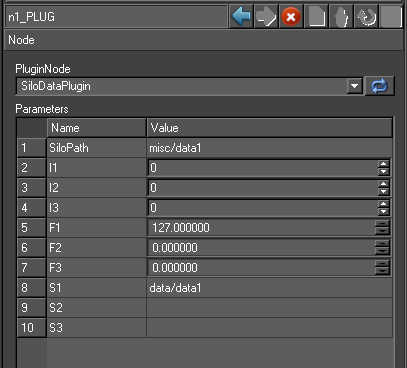 n1_PLUG
Node
PluginNode
SiloDataPlugin
Parameters
Name Value
1 SiloPath misc/data1
2 I1 0
3 I2 0
4 I3 0
5 F1 127.000000
6 F2 0.000000
7 F3 0.000000
8 S1 data/data1
9 S2
10 S3